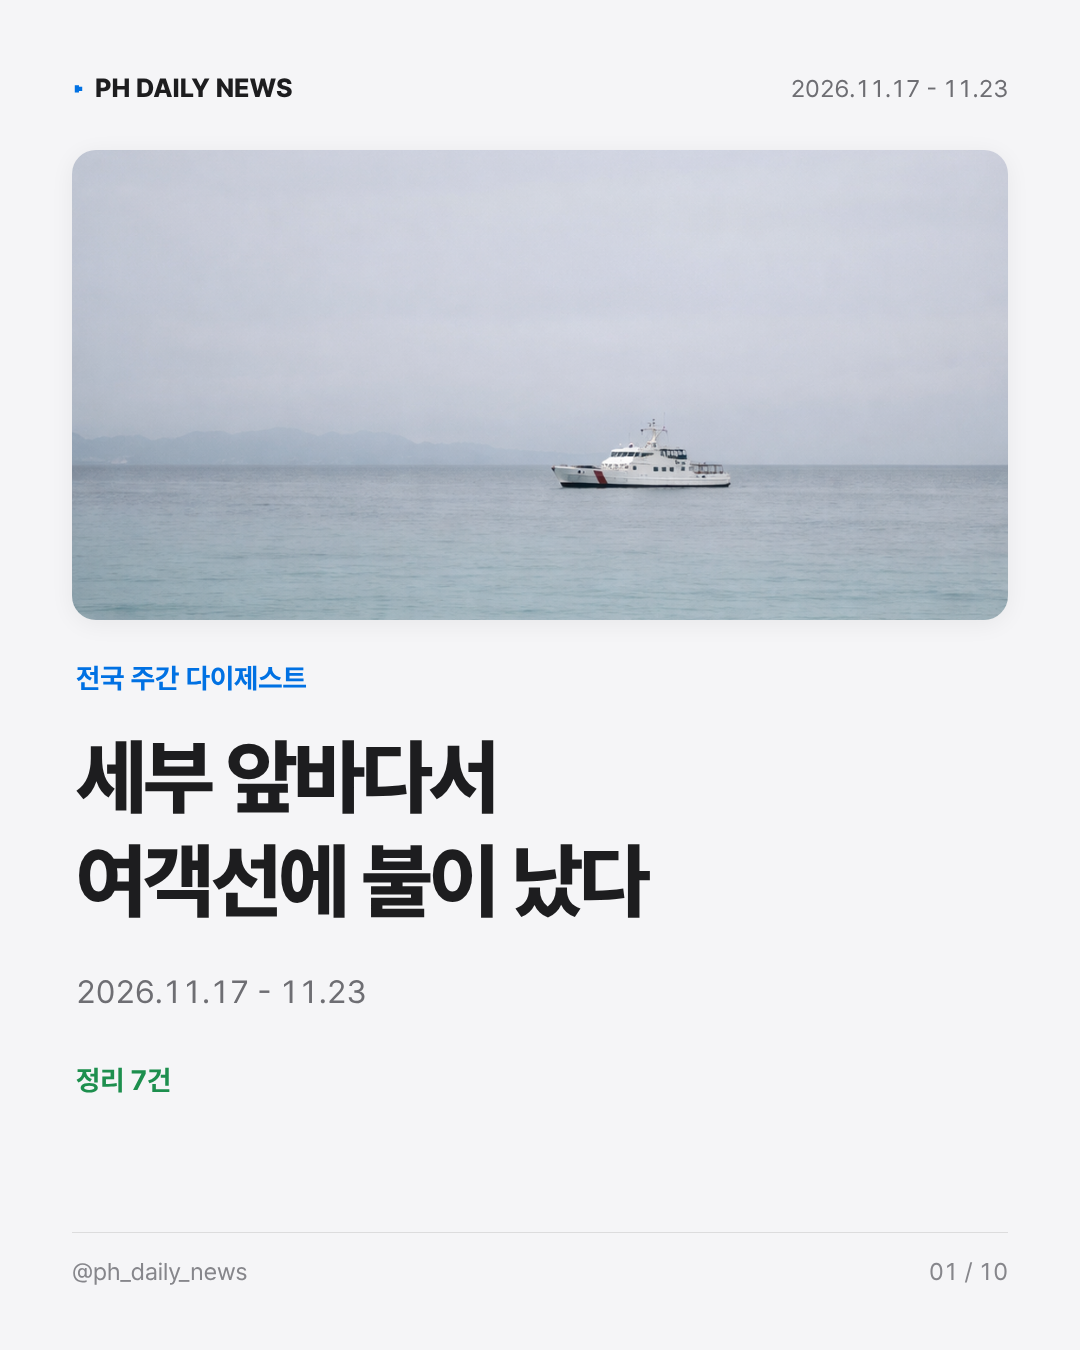 PH DAILY NEWS
2026.11.17 - 11.23
전국 주간 다이제스트
세부 앞바다서
여객선에 불이 났다
2026.11.17 - 11.23
정리 7건
@ph_daily_news
01 / 10